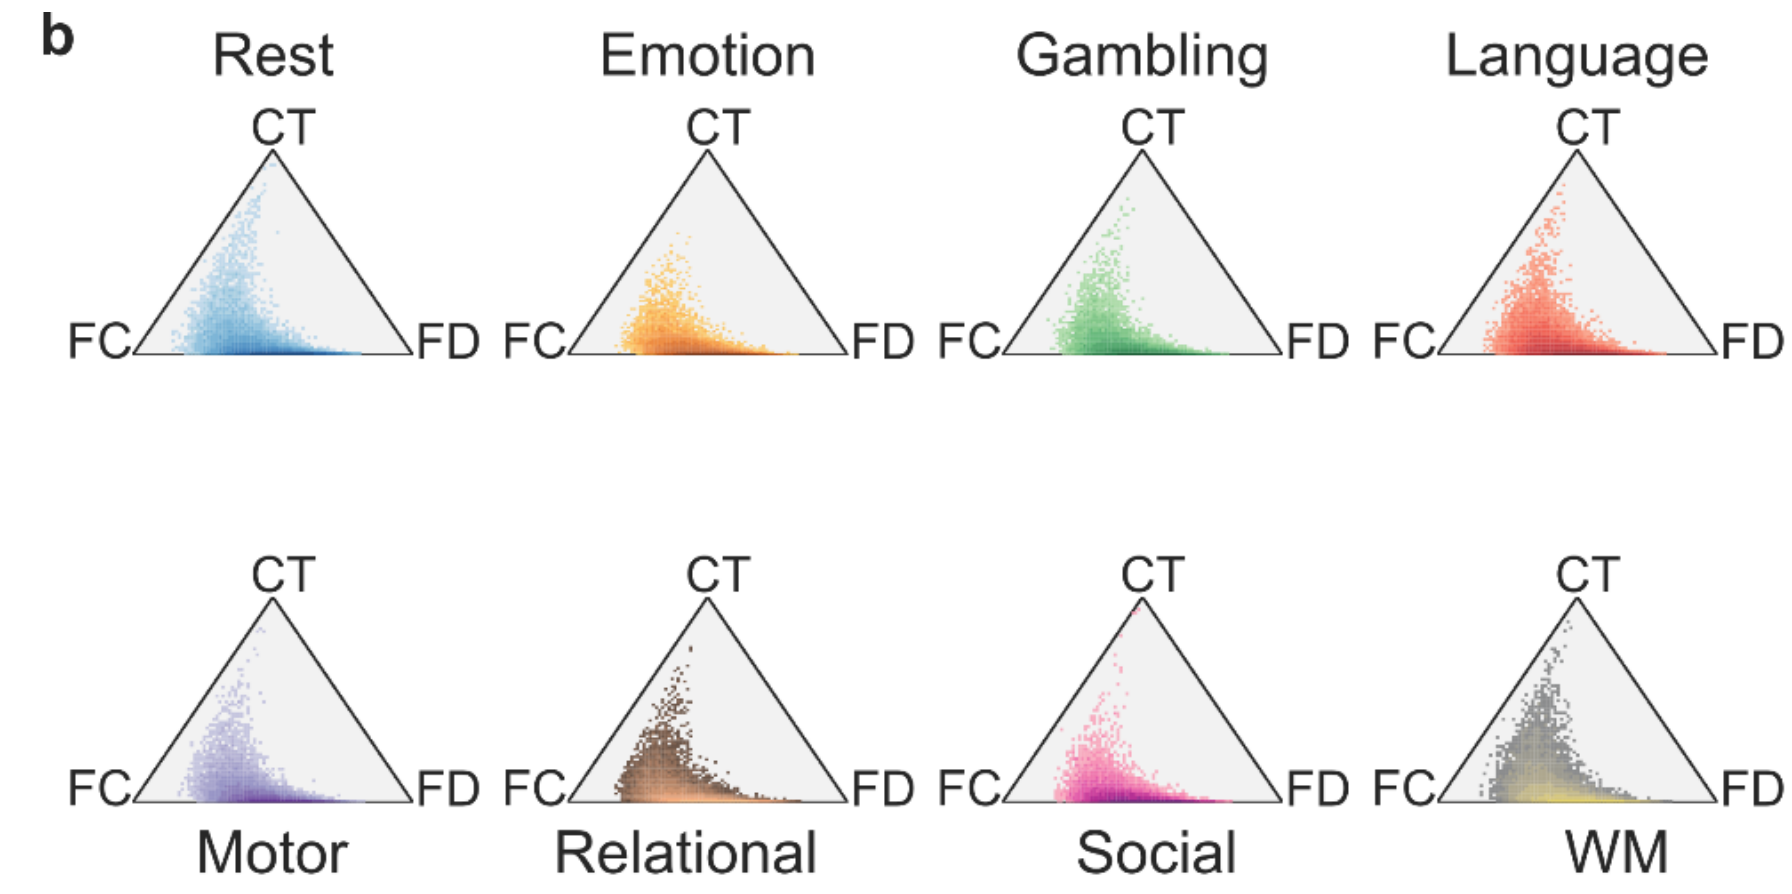 b
Rest Emotion Gambling Language
CT CT CT CT
FC FD FC FD FC FD FC FD
CT CT CT CT
FC FD FC FD FC FD FC FD
Motor Relational Social WM